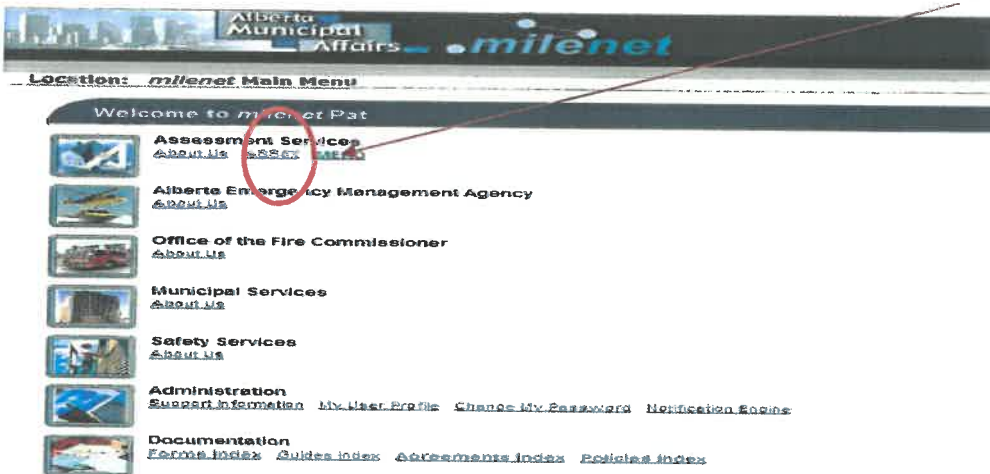 Alberta
Municipal
Affairs milenet
Location: milenet Main Menu
Welcome to milenet Pat
Assessment Services
About Us ASSET
Alberta Emergency Management Agency
About Us
Office of the Fire Commissioner
About Us
Municipal Services
About Us
Safety Services
About Us
Administration
Support Information My User Profile Change My Password Notification Engine
Documentation
Forms Index Guides Index Agreements Index Policies Index